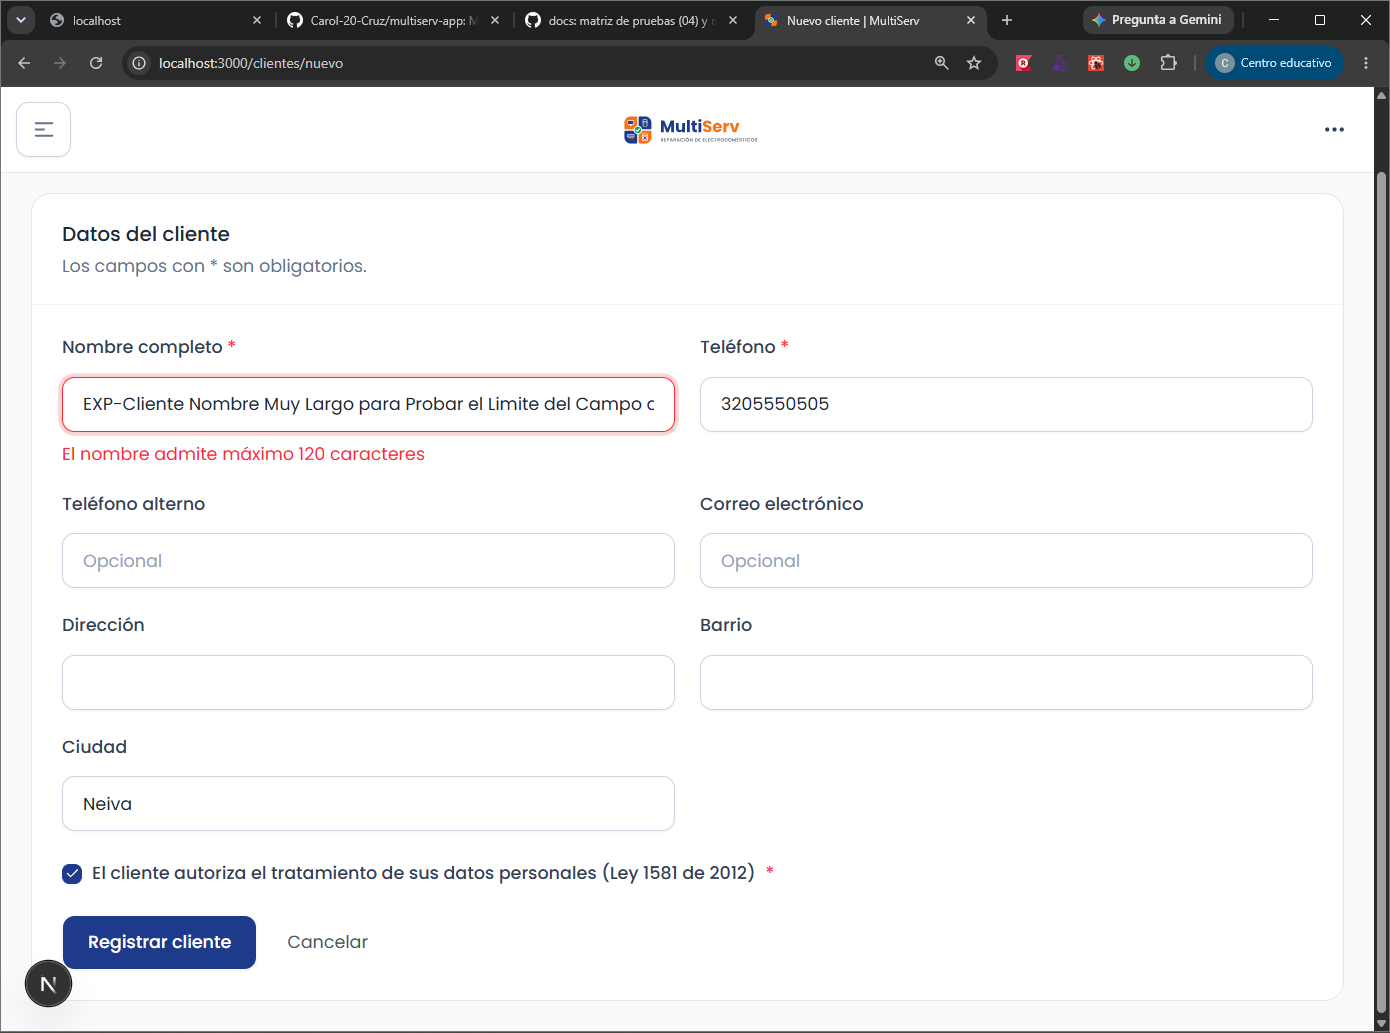 localhost
Carol-20-Cruz/multiserv-app: M
docs: matriz de pruebas (04) y
Nuevo cliente | MultiServ
Pregunta a Gemini
localhost:3000/clientes/nuevo
C Centro educativo
MultiServ
REPARACIÓN DE ELECTRODOMÉSTICOS
Datos del cliente
Los campos con * son obligatorios.
Nombre completo *
Teléfono *
EXP-Cliente Nombre Muy Largo para Probar el Limite del Campo
3205550505
El nombre admite máximo 120 caracteres
Teléfono alterno
Correo electrónico
Opcional
Opcional
Dirección
Barrio
Ciudad
Neiva
El cliente autoriza el tratamiento de sus datos personales (Ley 1581 de 2012) *
Registrar cliente
Cancelar
N